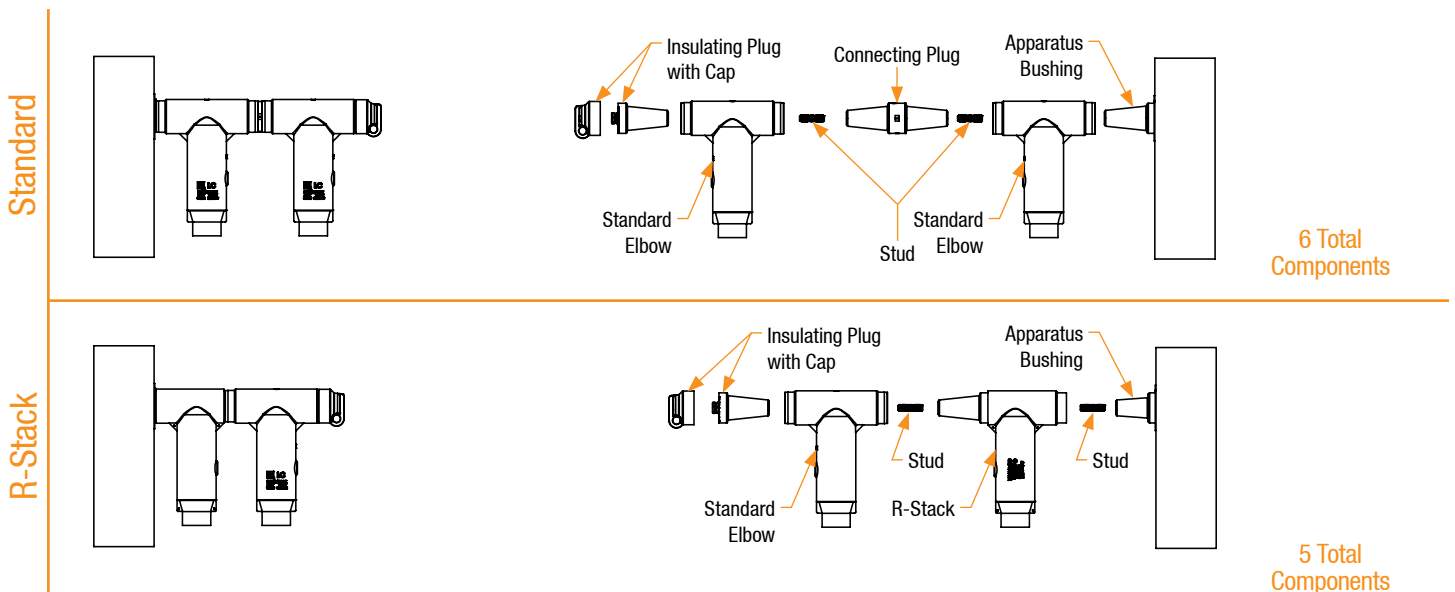 Standard
Insulating Plug
with Cap
Connecting Plug
Apparatus
Bushing
Standard
Elbow
Stud
Standard
Elbow
6 Total
Components
R-Stack
Insulating Plug
with Cap
Apparatus
Bushing
Stud
Stud
Standard
Elbow
R-Stack
5 Total
Components